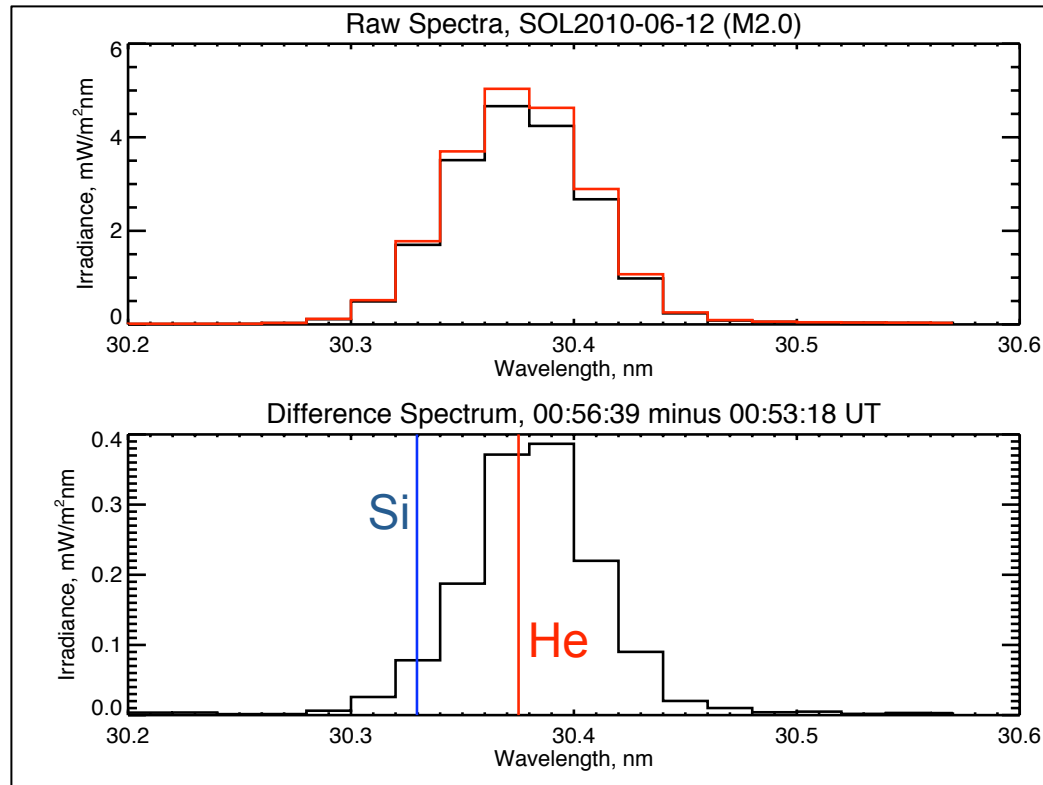 Raw Spectra, SOL2010-06-12 (M2.0)
6
4
2
0
Irradiance, mW/m²nm
30.2 30.3 30.4 30.5 30.6
Wavelength, nm
Difference Spectrum, 00:56:39 minus 00:53:18 UT
0.4
0.3
0.2
0.1
0.0
Irradiance, mW/m²nm
Si
He
30.2 30.3 30.4 30.5 30.6
Wavelength, nm